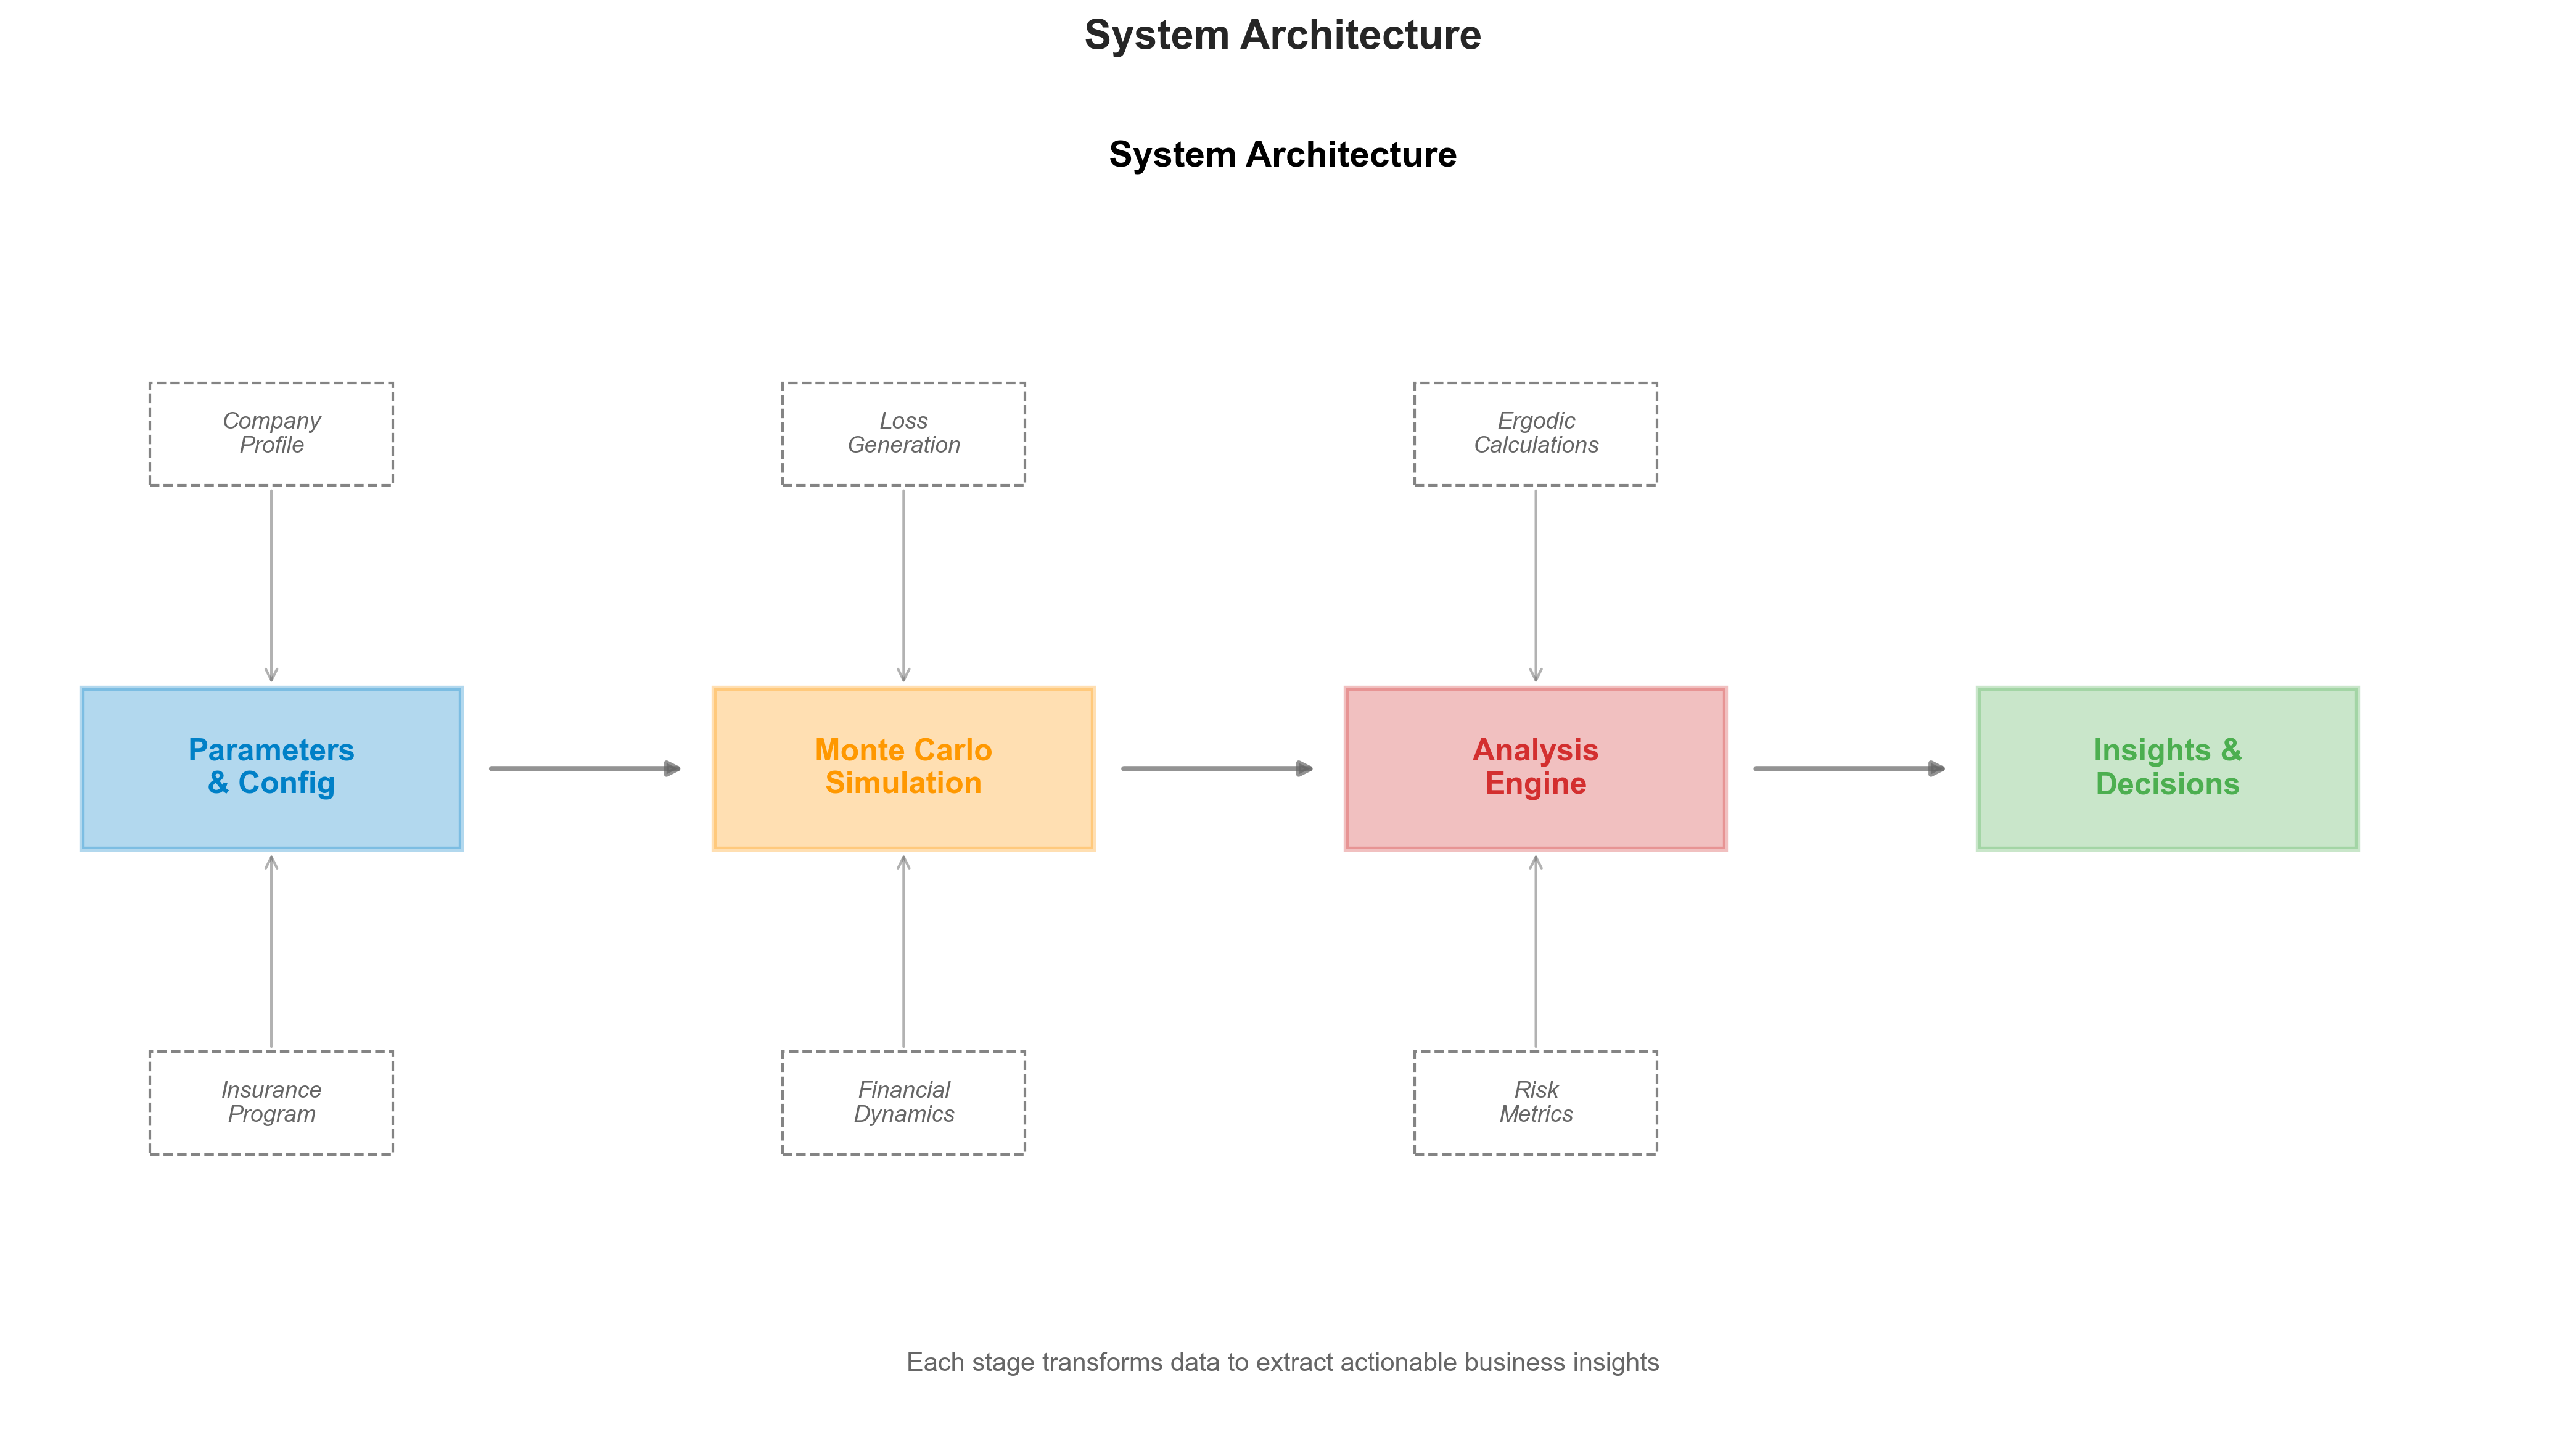 System Architecture
System Architecture
Company
Profile
Loss
Generation
Ergodic
Calculations
Parameters
& Config
Monte Carlo
Simulation
Analysis
Engine
Insights &
Decisions
Insurance
Program
Financial
Dynamics
Risk
Metrics
Each stage transforms data to extract actionable business insights